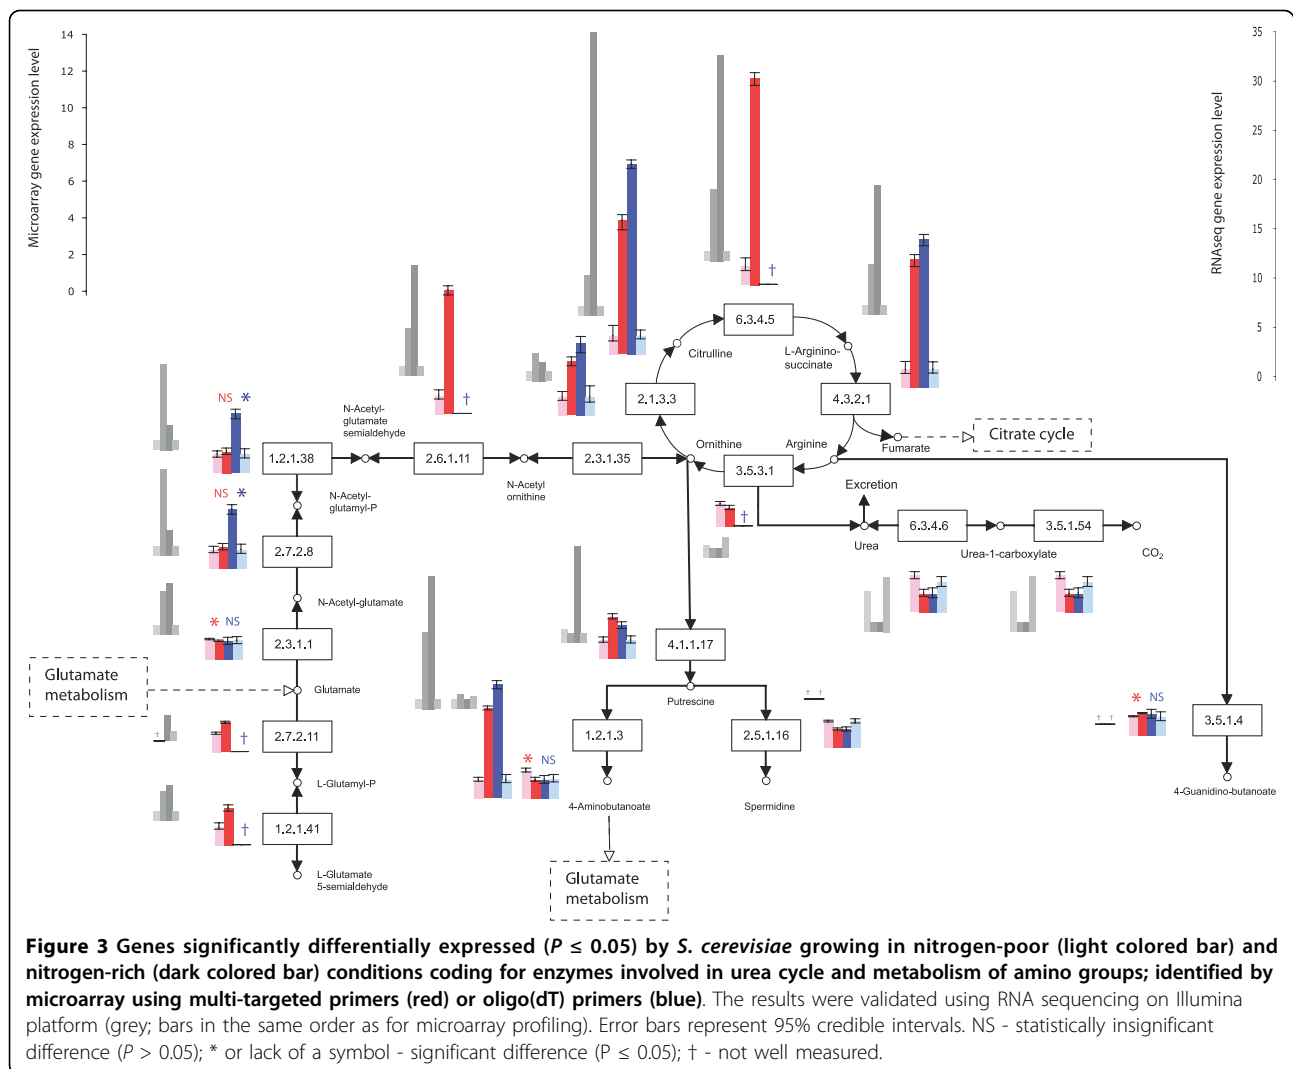 Microarray gene expression level
14
12
10
8
6
4
2
0
35
30
25
20
15
10
5
0
RNAseq gene expression level
†
6.3.4.5
Citrulline
L-Arginino-
succinate
2.1.3.3
4.3.2.1
†
NS *
N-Acetyl-
glutamate
semialdehyde
Ornithine
Arginine
Fumarate
Citrate cycle
1.2.1.38
2.6.1.11
2.3.1.35
3.5.3.1
N-Acetyl-
glutamyl-P
N-Acetyl
ornithine
Excretion
NS *
†
6.3.4.6
3.5.1.54
Urea
Urea-1-carboxylate
CO2
2.7.2.8
N-Acetyl-glutamate
* NS
2.3.1.1
4.1.1.17
Glutamate
metabolism
Glutamate
Putrescine
† †
† †
* NS
3.5.1.4
†
†
2.7.2.11
1.2.1.3
2.5.1.16
* NS
L-Glutamyl-P
4-Aminobutanoate
Spermidine
4-Guanidino-butanoate
†
1.2.1.41
L-Glutamate
5-semialdehyde
Glutamate
metabolism
Figure 3 Genes significantly differentially expressed (P ≤ 0.05) by S. cerevisiae growing in nitrogen-poor (light colored bar) and
nitrogen-rich (dark colored bar) conditions coding for enzymes involved in urea cycle and metabolism of amino groups; identified by
microarray using multi-targeted primers (red) or oligo(dT) primers (blue). The results were validated using RNA sequencing on Illumina
platform (grey; bars in the same order as for microarray profiling). Error bars represent 95% credible intervals. NS - statistically insignificant
difference (P > 0.05); * or lack of a symbol - significant difference (P ≤ 0.05); † - not well measured.